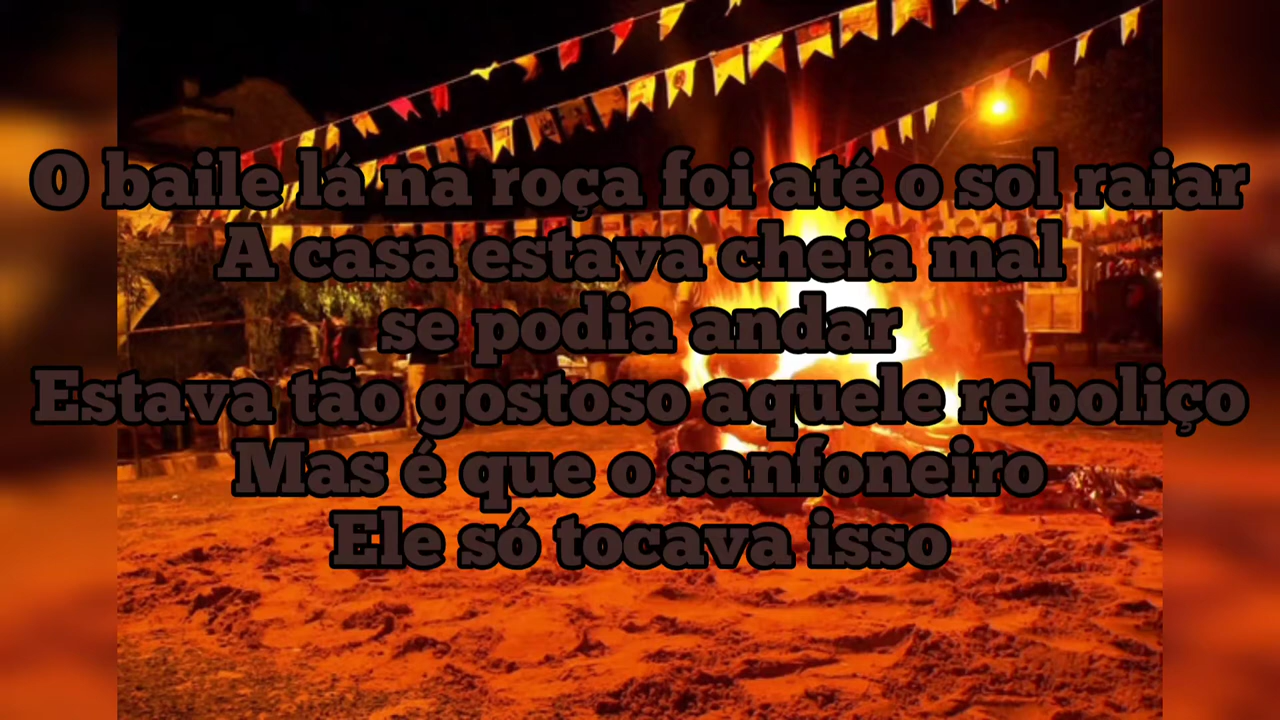 O baile lá na roça foi até o sol raiar
A casa estava cheia mal
se podia andar
Estava tão gostoso aquele reboliço
Mas é que o sanfoneiro
Ele só tocava isso